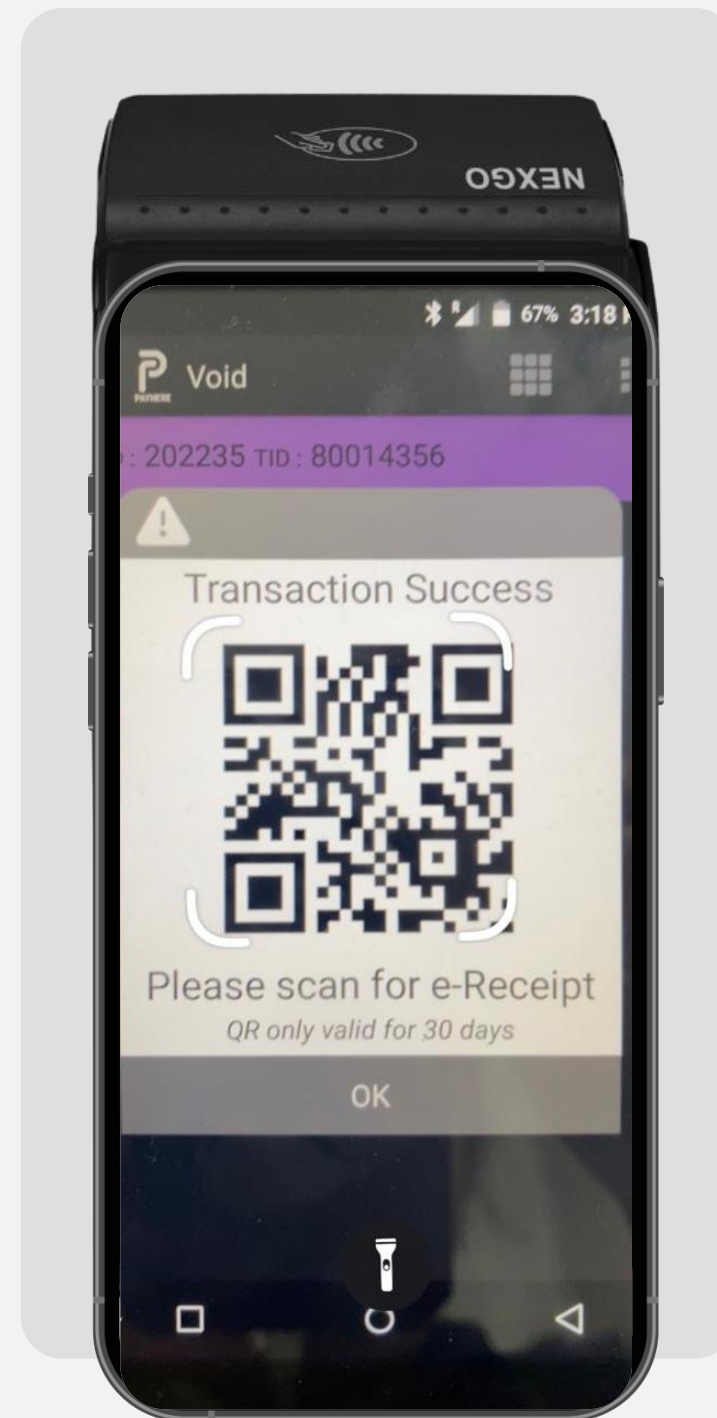 NEXGO
67% 3:18
PAYHERE
Void
: 202235 TID : 80014356
Transaction Success
Please scan for e-Receipt
QR only valid for 30 days
OK